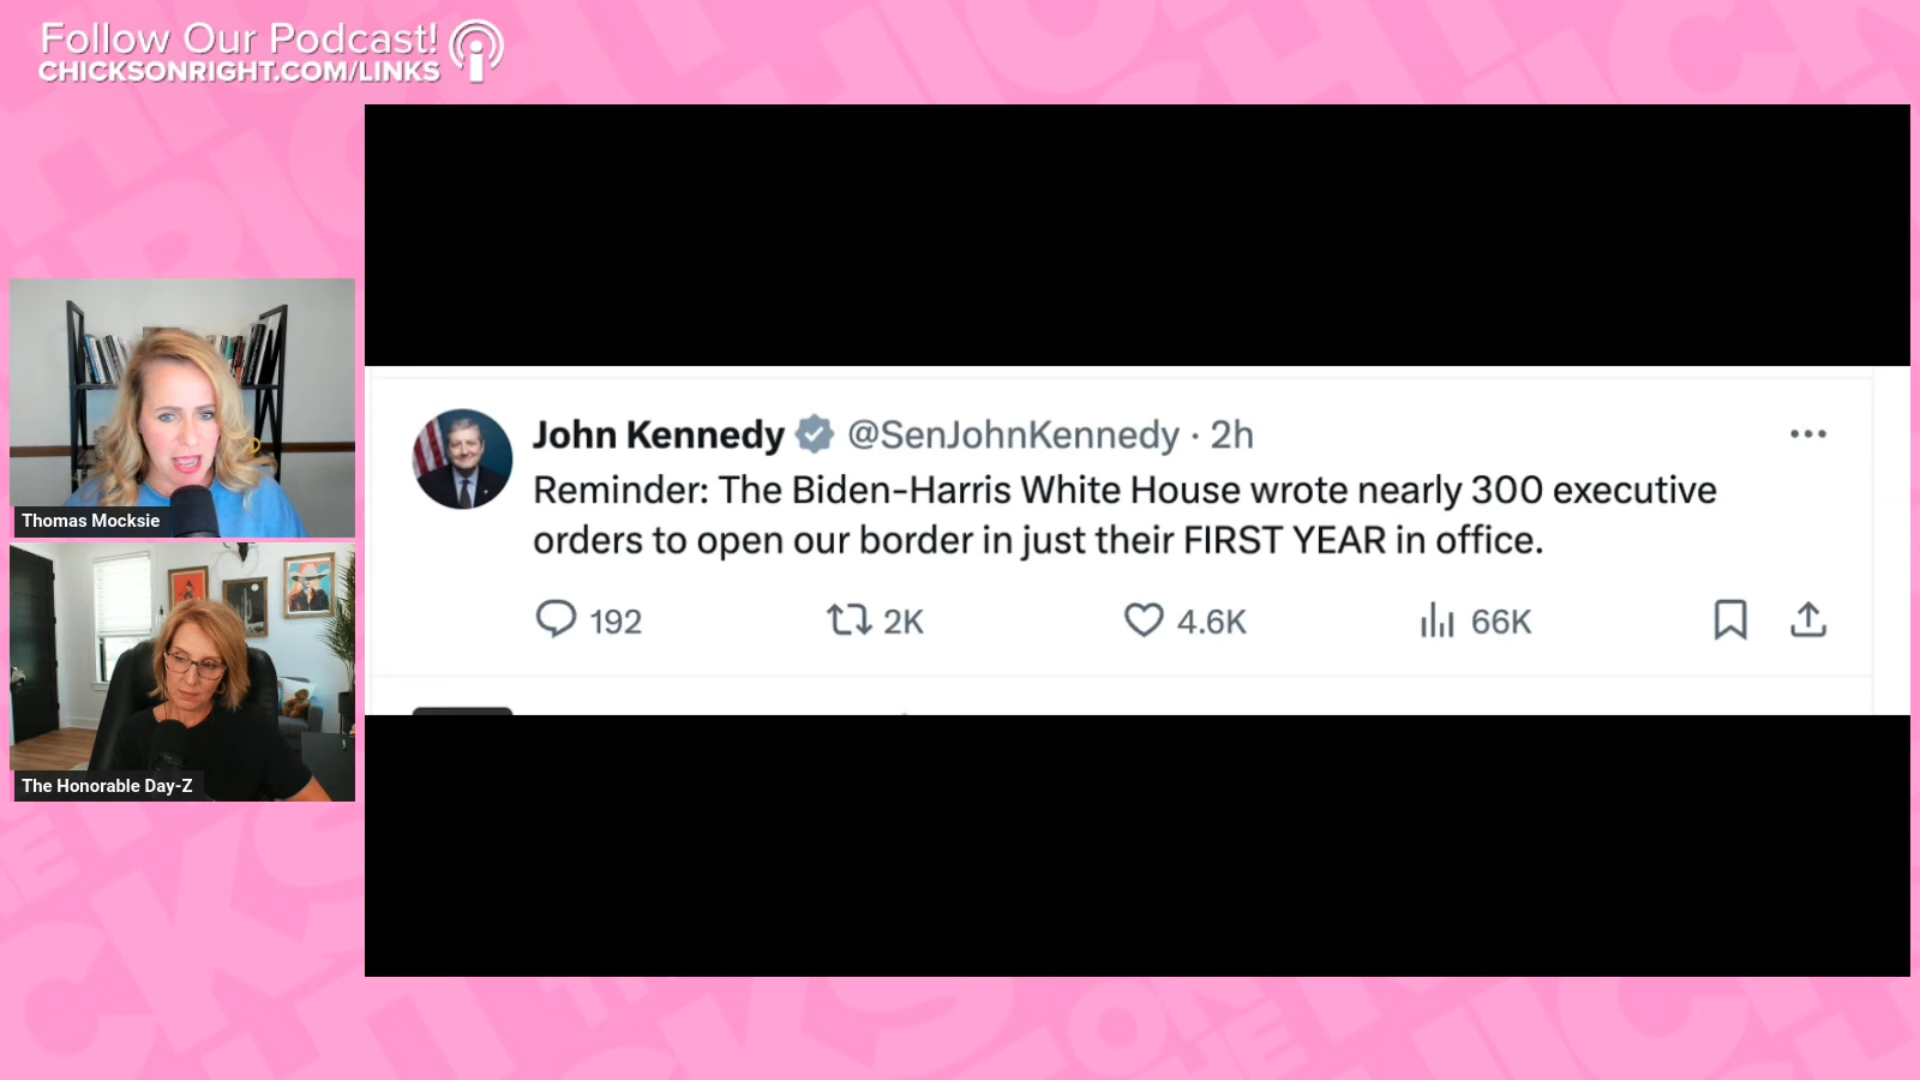 Follow Our Podcast!
CHICKSONRIGHT.COM/LINKS
Thomas Mocksie
The Honorable Day-Z
John Kennedy @SenJohnKennedy · 2h
Reminder: The Biden-Harris White House wrote nearly 300 executive
orders to open our border in just their FIRST YEAR in office.
192 2K 4.6K 66K